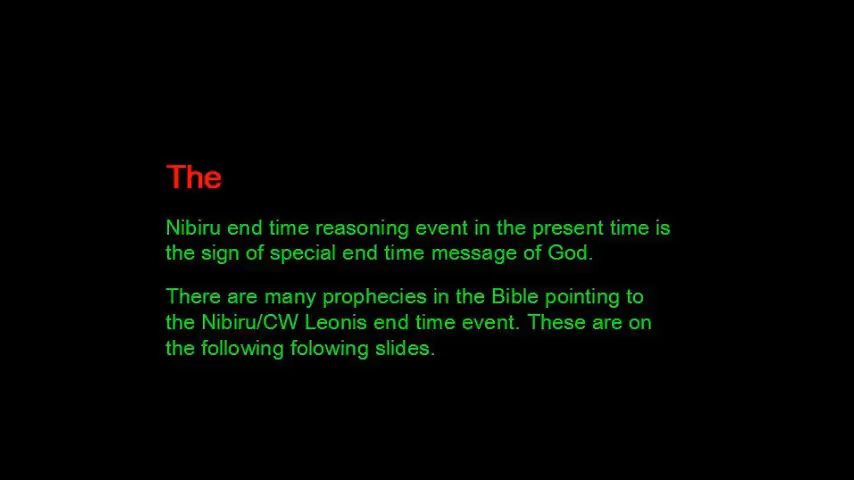 The
Nibiru end time reasoning event in the present time is
the sign of special end time message of God.
There are many prophecies in the Bible pointing to
the Nibiru/CW Leonis end time event. These are on
the following folowing slides.